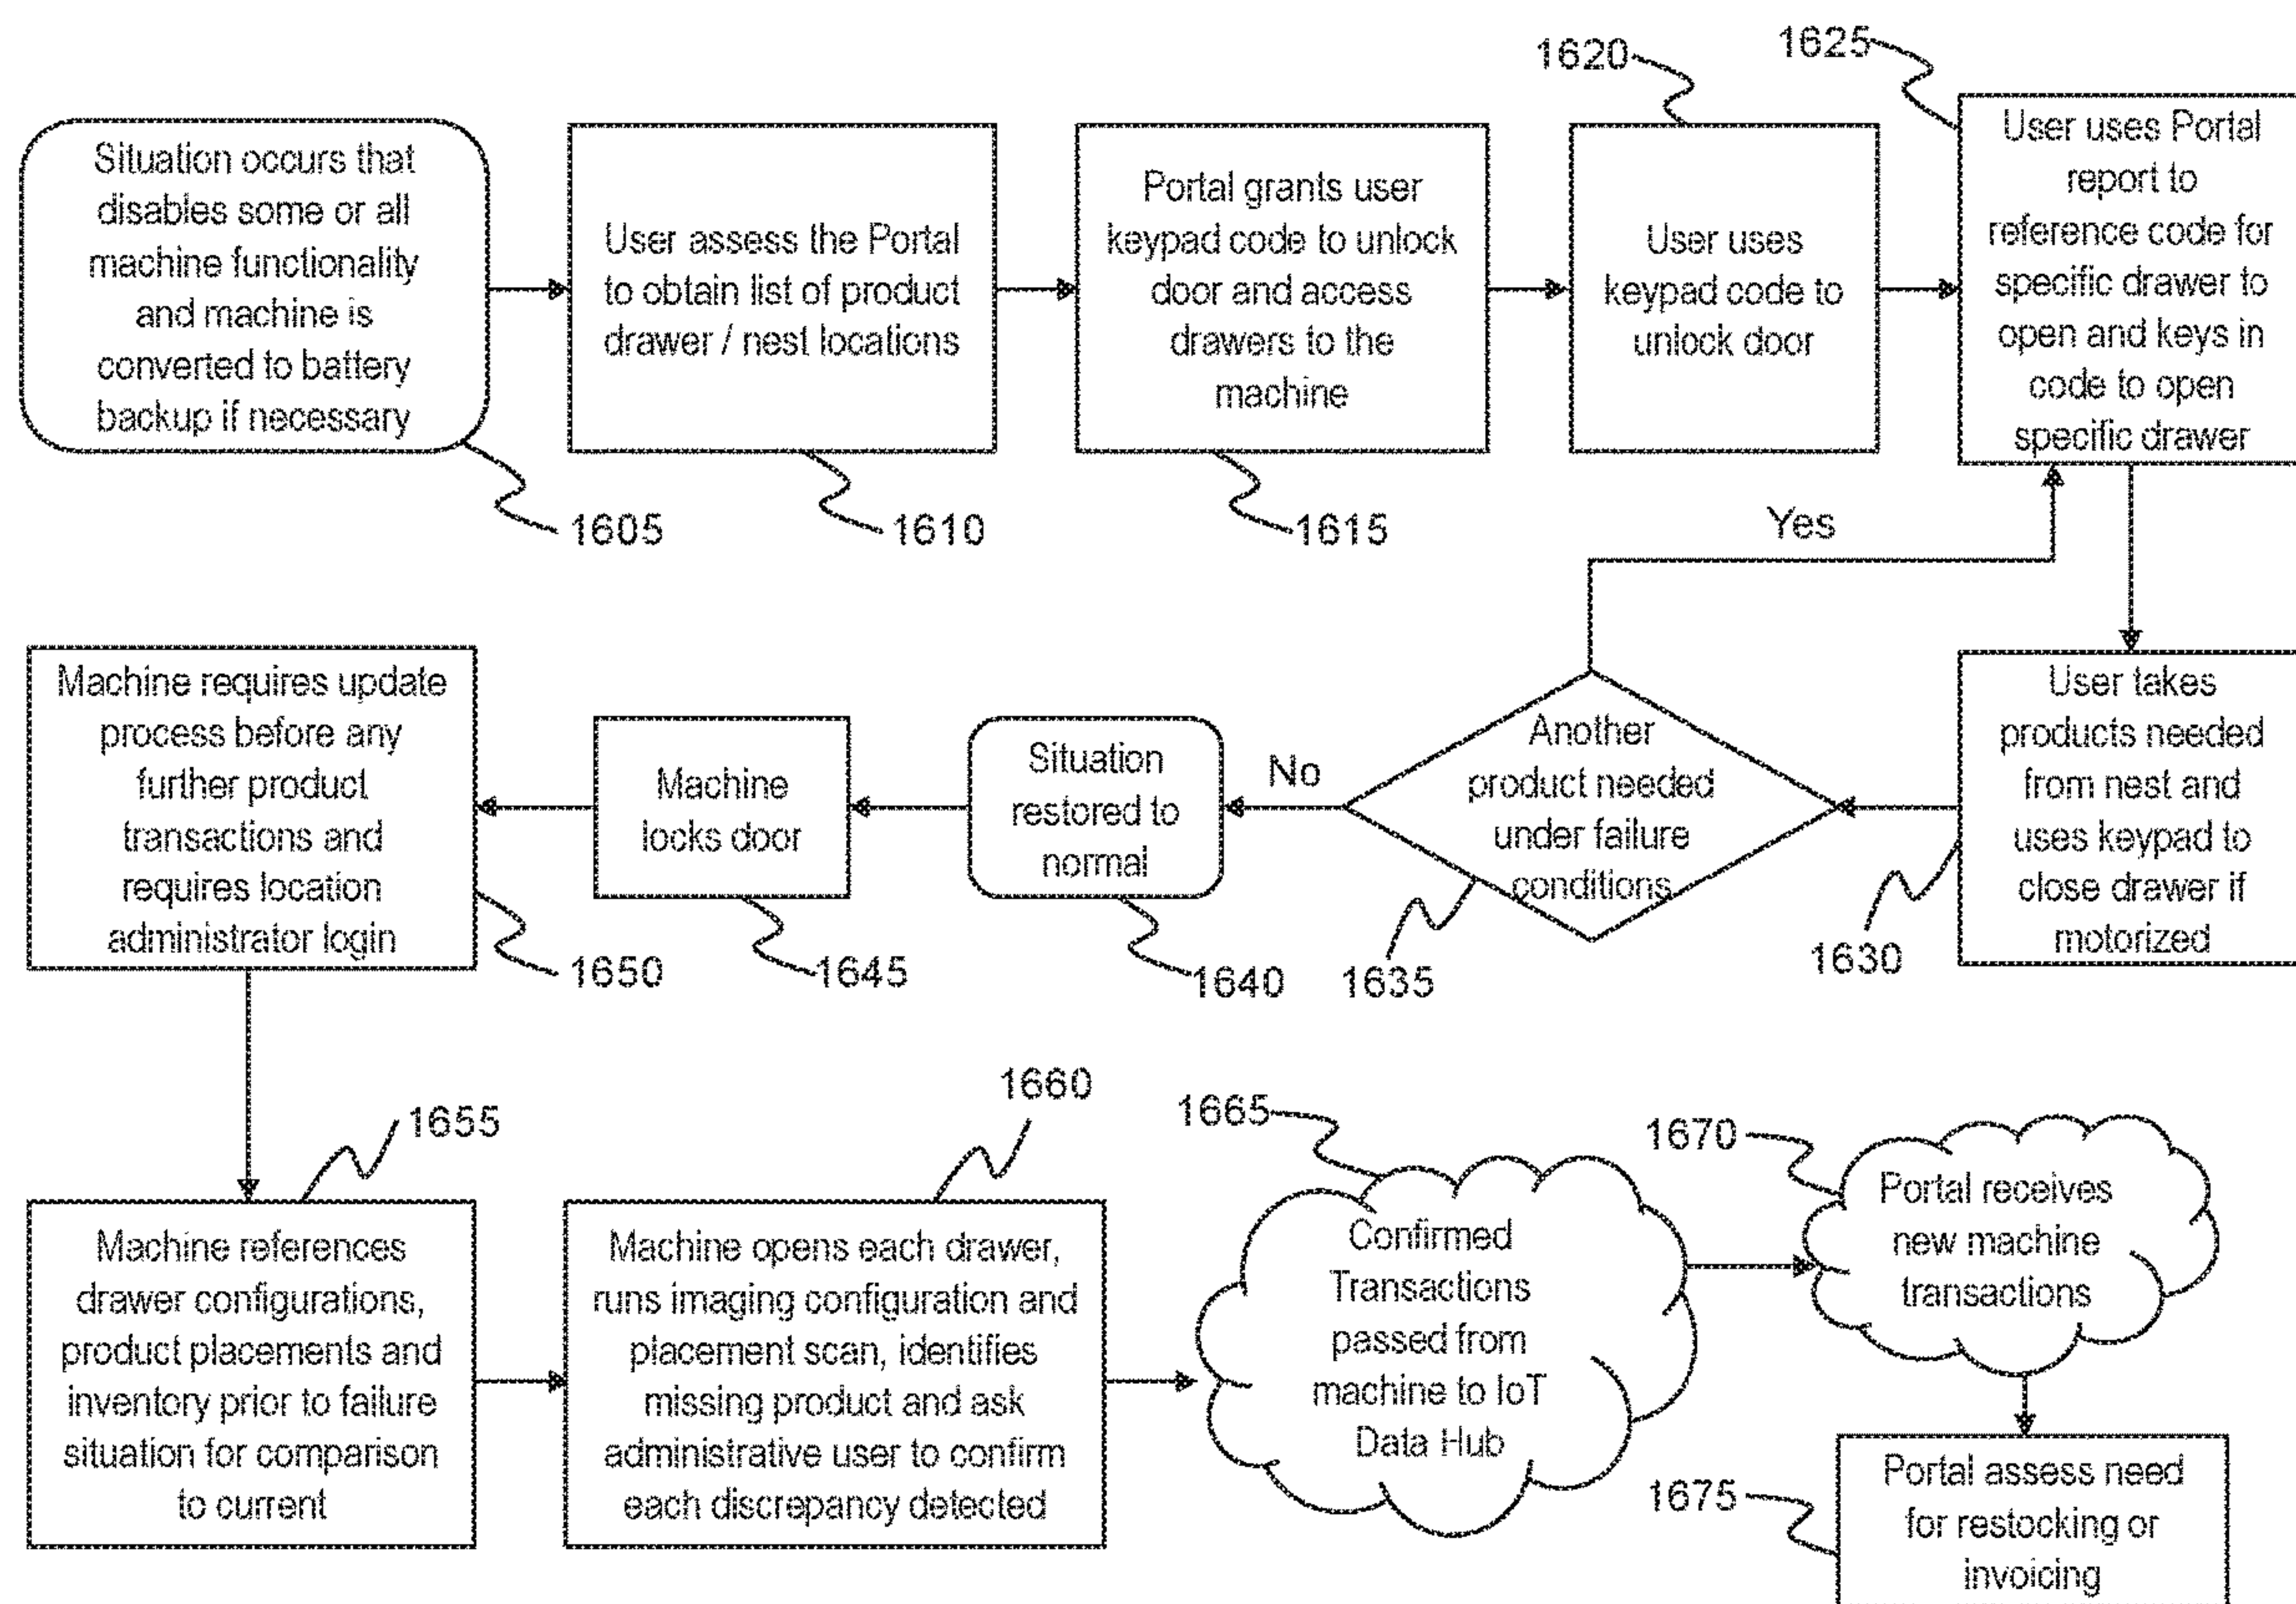 1620
1625
Situation occurs that
disables some or all
machine functionality
and machine is
converted to battery
backup if necessary
1605
User assess the Portal
to obtain list of product
drawer / nest locations
1610
Portal grants user
keypad code to unlock
door and access
drawers to the
machine
1615
User uses
keypad code to
unlock door
User uses Portal
report to
reference code for
specific drawer to
open and keys in
code to open
specific drawer
Yes
User takes
products needed
from nest and
uses keypad to
close drawer if
motorized
1630
Another
product needed
under failure
conditions
1635
No
Situation
restored to
normal
1640
Machine
locks door
1645
Machine requires update
process before any
further product
transactions and
requires location
administrator login
1650
1655
Machine references
drawer configurations,
product placements and
inventory prior to failure
situation for comparison
to current
1660
Machine opens each drawer,
runs imaging configuration and
placement scan, identifies
missing product and ask
administrative user to confirm
each discrepancy detected
1665
Confirmed
Transactions
passed from
machine to IoT
Data Hub
1670
Portal receives
new machine
transactions
1675
Portal assess need
for restocking or
invoicing